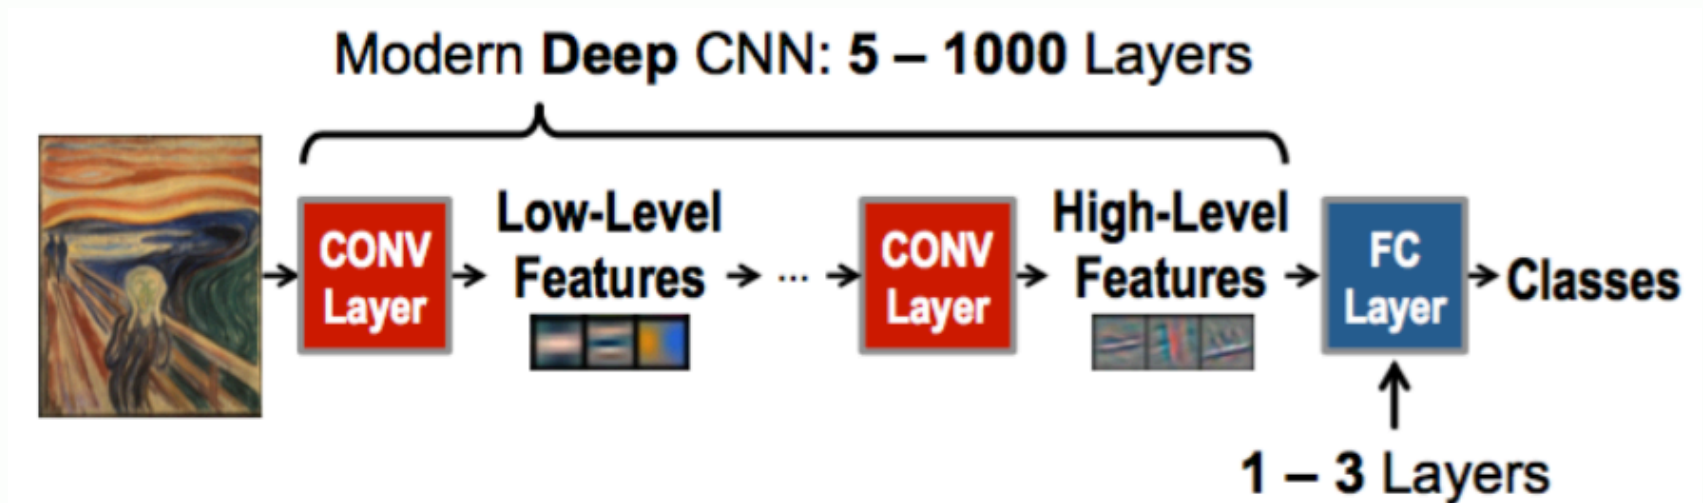 Modern Deep CNN: 5 – 1000 Layers
CONV
Layer
Low-Level
Features
...
CONV
Layer
High-Level
Features
FC
Layer
Classes
1 – 3 Layers